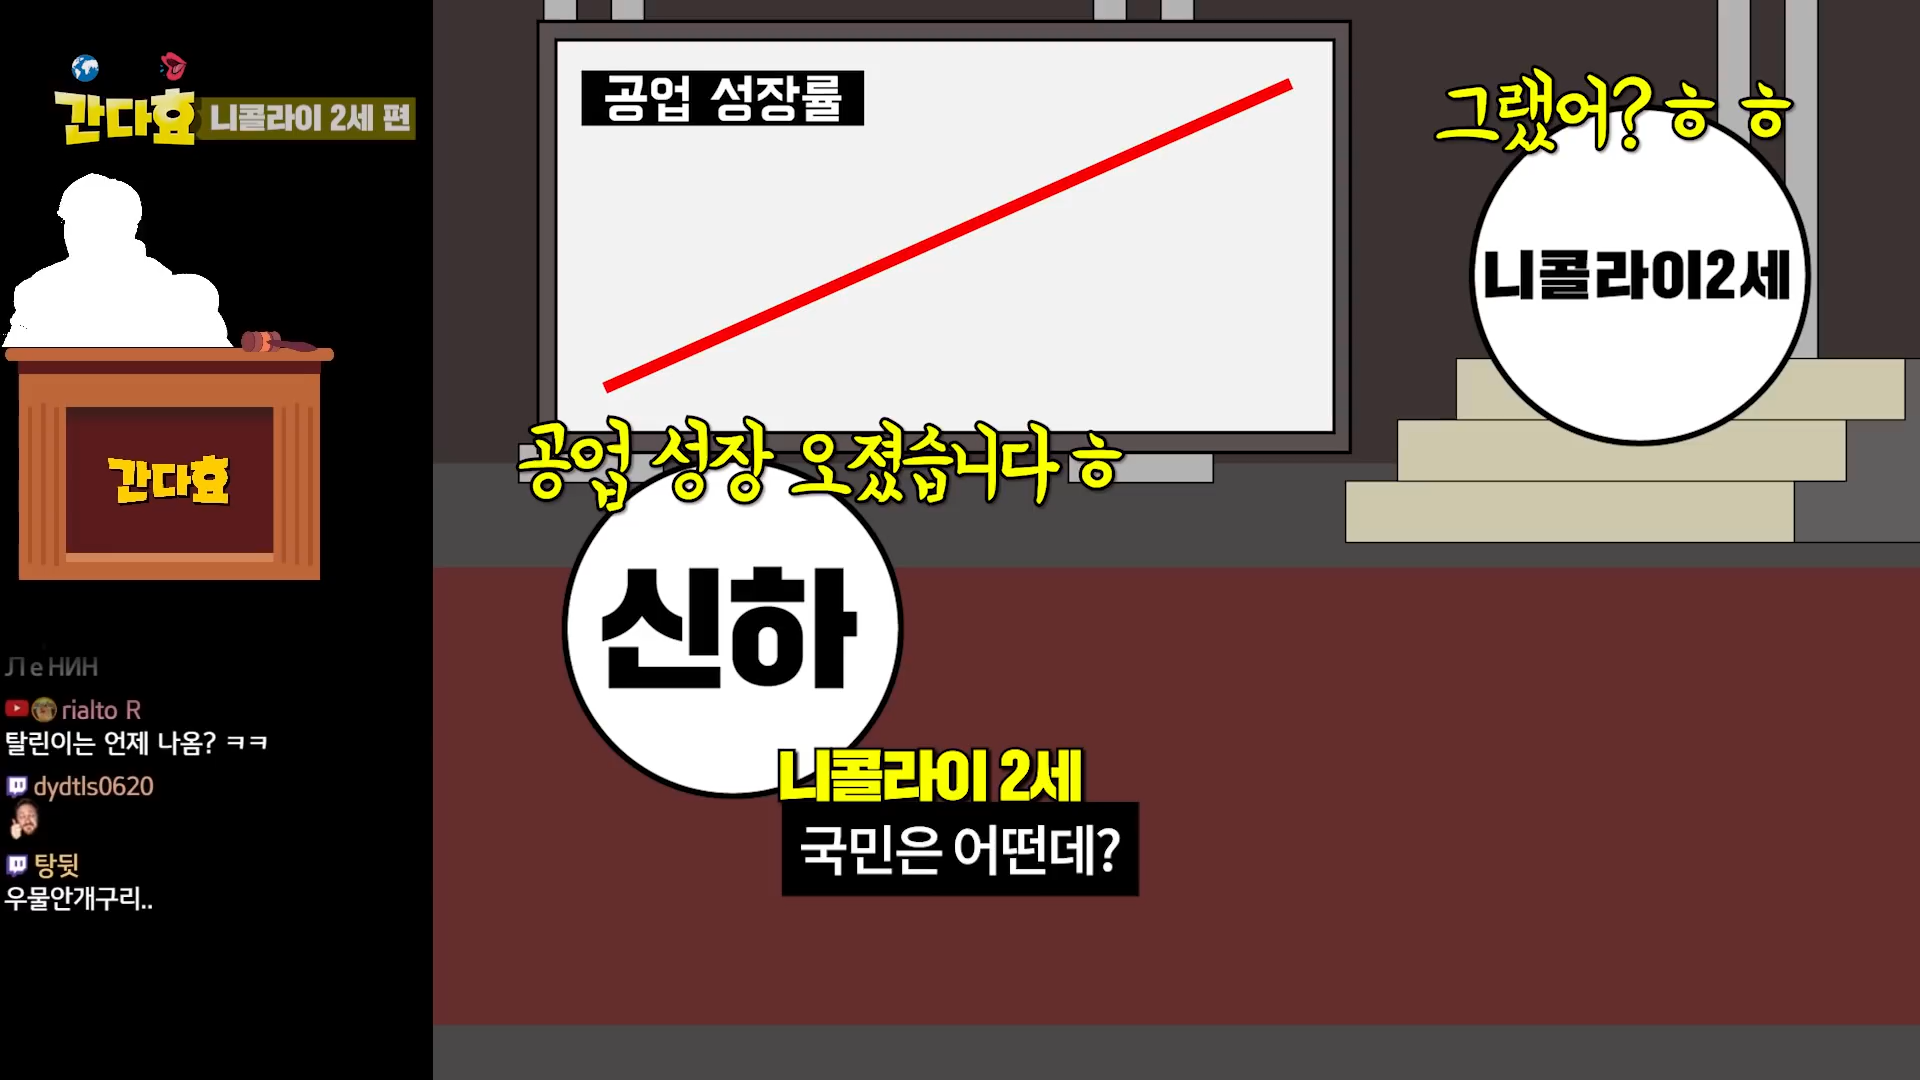 간다효 니콜라이 2세 편
공업 성장률
그랬어?ㅎㅎ
니콜라이2세
공업 성장 오졌습니다ㅎ
신하
간다효
니콜라이 2세
국민은 어떤데?
Л е НИН
rialto R
탈린이는 언제 나옴? ㅋㅋ
dydtls0620
탕뒷
우물안개구리..